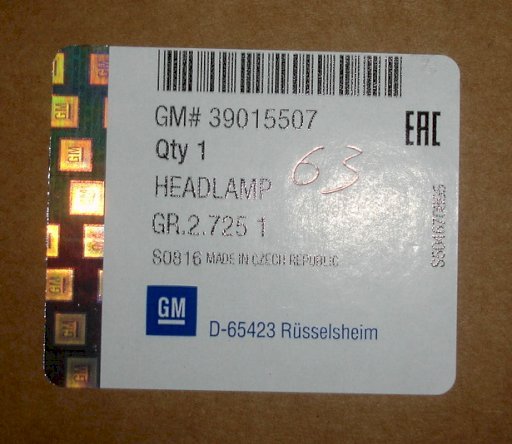 GM# 39015507
EAC
Qty 1
63
HEADLAMP
GR.2.725 1
S0816 MADE IN CZECH REPUBLIC
GM
D-65423 Rüsselsheim